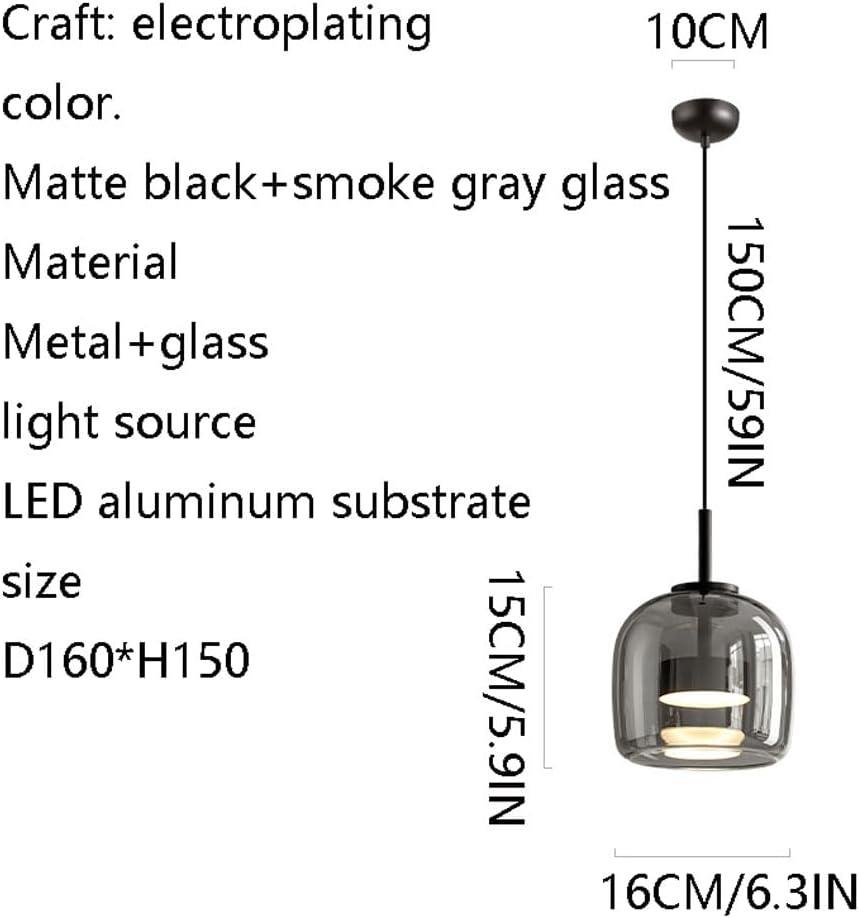 Craft: electroplating
color.
Matte black+smoke gray glass
Material
Metal+glass
light source
LED aluminum substrate
size
D160*H150
10CM
150CM/59IN
15CM/5.9IN
16CM/6.3IN